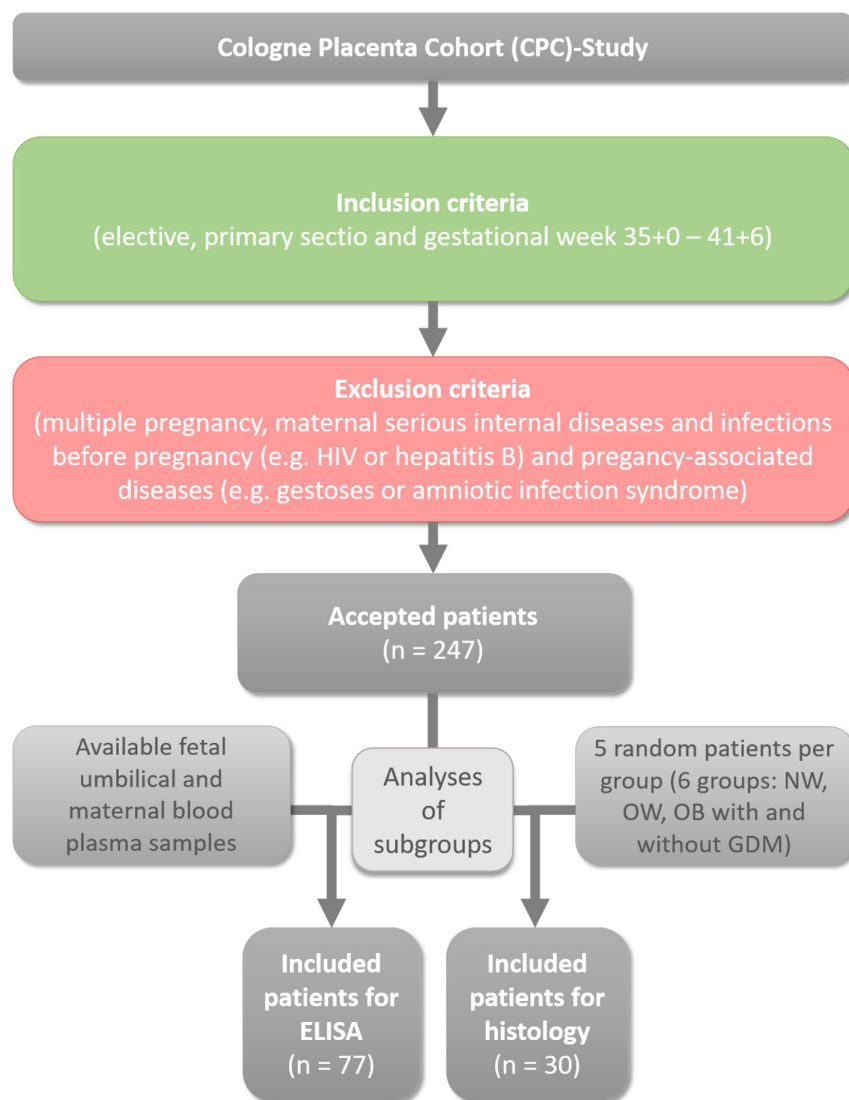 Cologne Placenta Cohort (CPC)-Study
Inclusion criteria
(elective, primary sectio and gestational week 35+0 – 41+6)
Exclusion criteria
(multiple pregnancy, maternal serious internal diseases and infections
before pregnancy (e.g. HIV or hepatitis B) and pregancy-associated
diseases (e.g. gestoses or amniotic infection syndrome)
Accepted patients
(n = 247)
Available fetal
umbilical and
maternal blood
plasma samples
Analyses
of
subgroups
5 random patients per
group (6 groups: NW,
OW, OB with and
without GDM)
Included
patients for
ELISA
(n = 77)
Included
patients for
histology
(n = 30)